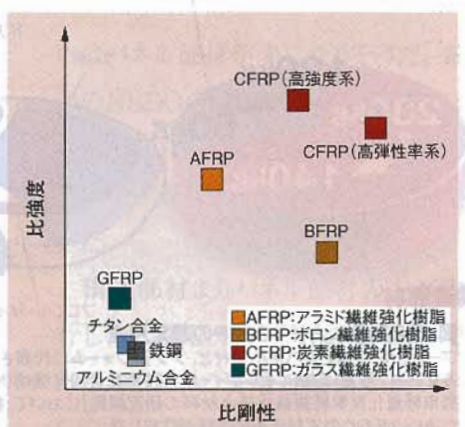 CFRP(高強度系)
CFRP(高弾性率系)
AFRP
BFRP
GFRP
チタン合金
鉄鋼
アルミニウム合金
比強度
比剛性
AFRP:アラミド繊維強化樹脂
BFRP:ボロン繊維強化樹脂
CFRP:炭素繊維強化樹脂
GFRP:ガラス繊維強化樹脂